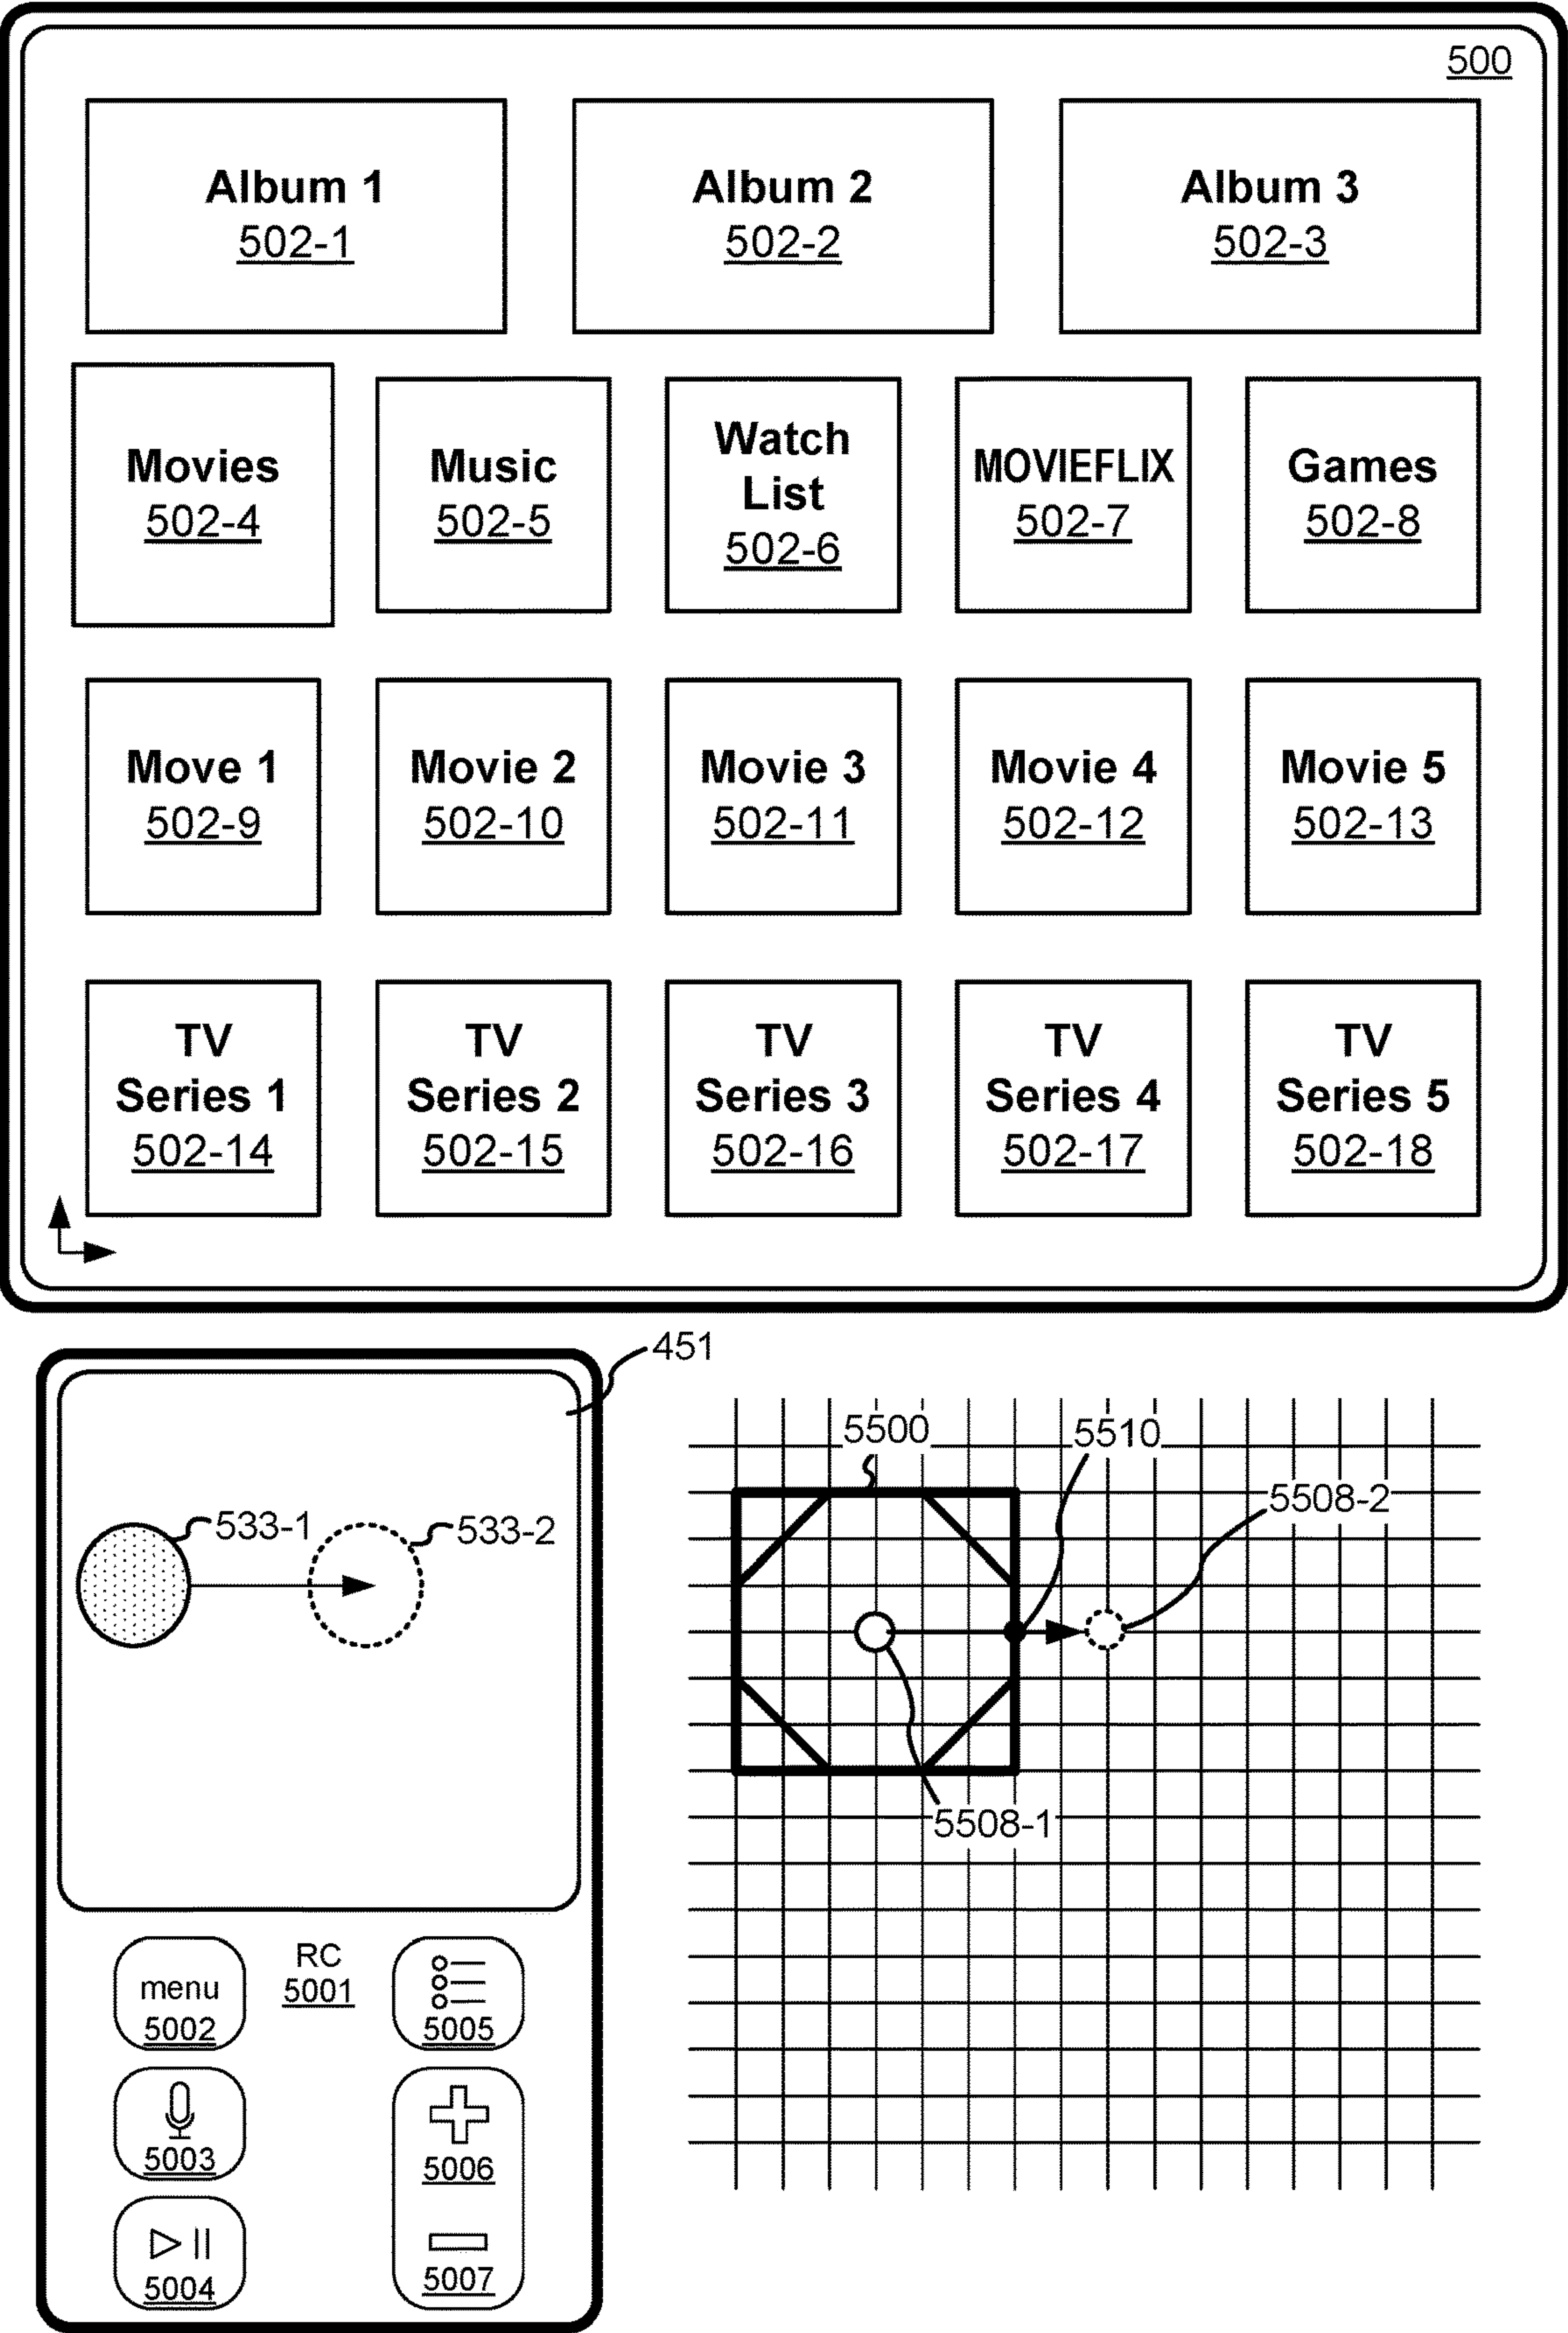 500
Album 1
502-1
Album 2
502-2
Album 3
502-3
Movies
502-4
Music
502-5
Watch
List
502-6
MOVIEFLIX
502-7
Games
502-8
Move 1
502-9
Movie 2
502-10
Movie 3
502-11
Movie 4
502-12
Movie 5
502-13
TV
Series 1
502-14
TV
Series 2
502-15
TV
Series 3
502-16
TV
Series 4
502-17
TV
Series 5
502-18
451
533-1
533-2
RC
5001
menu
5002
5003
5004
5005
5006
5007
5500
5510
5508-2
5508-1